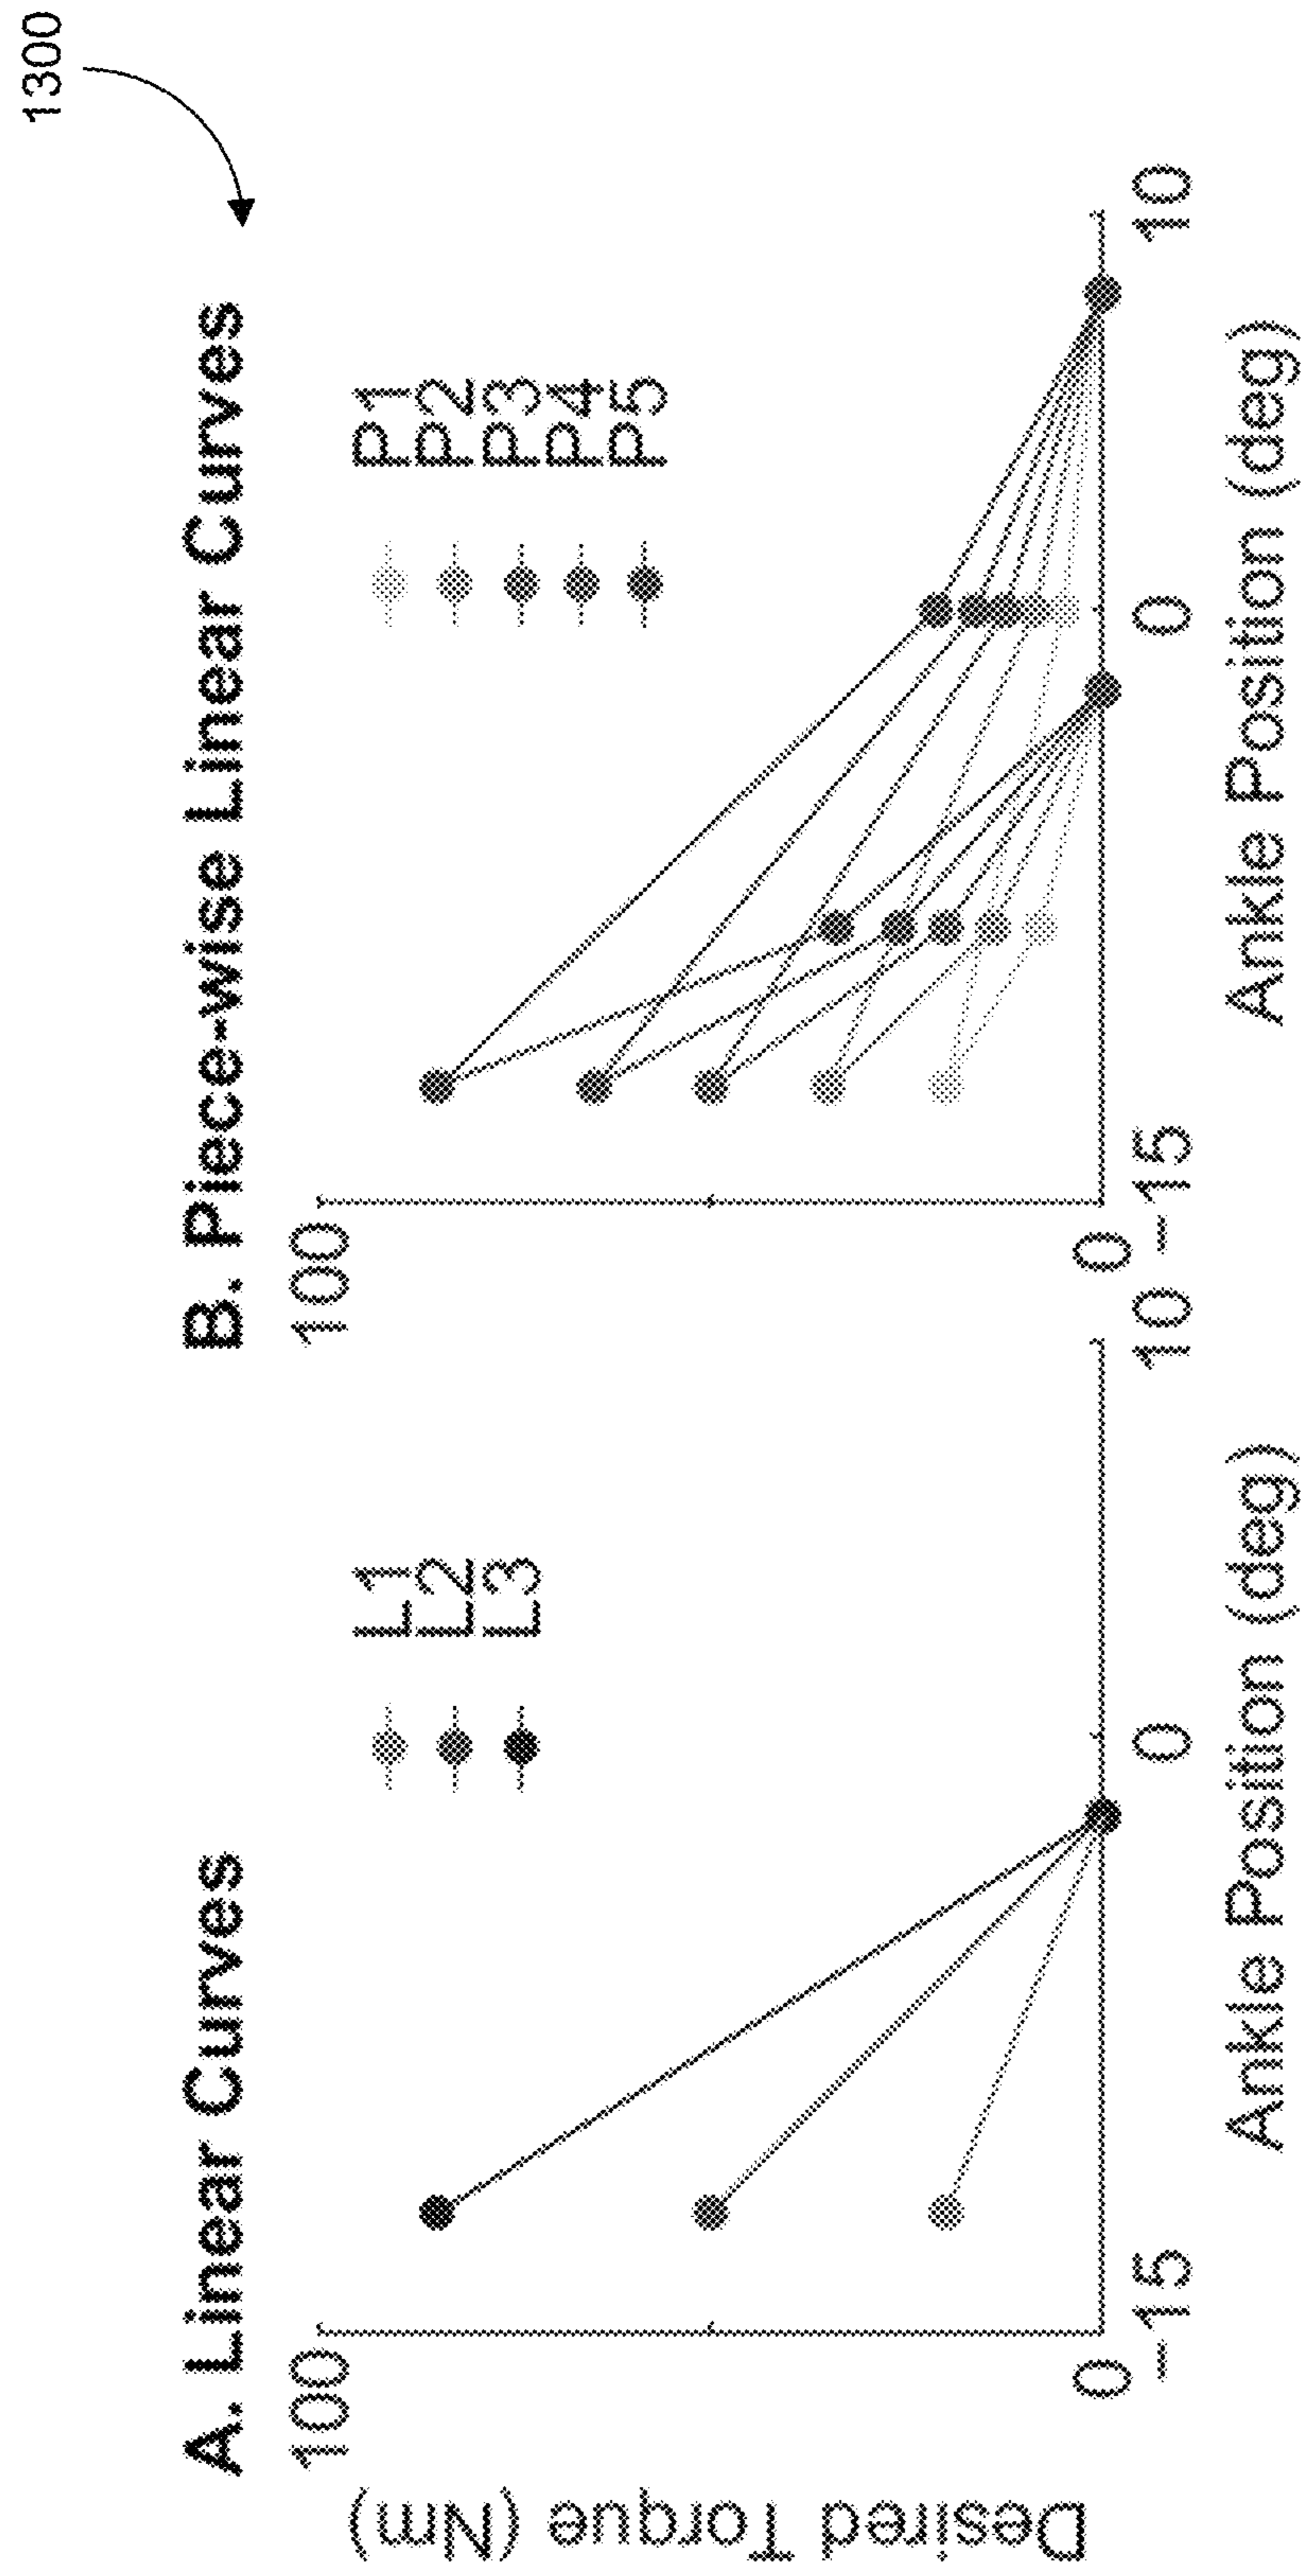 1300
A. Linear Curves
B. Piece-wise Linear Curves
Desired Torque (Nm)
100
0
-15
0
10
L1
L2
L3
Ankle Position (deg)
100
0
-15
0
10
P1
P2
P3
P4
P5
Ankle Position (deg)